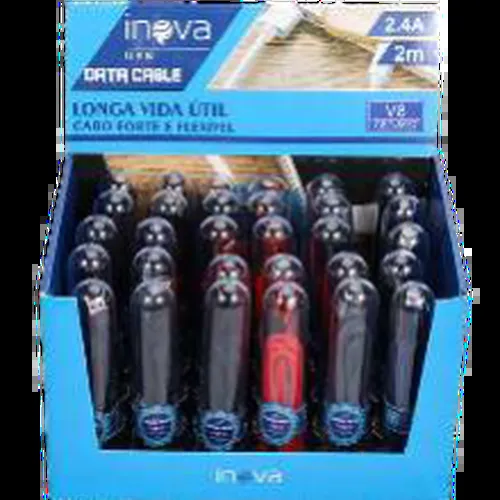 inova
DATA CABLE
2.4A
2m
LONGA VIDA ÚTIL
CABO FORTE E FLEXÍVEL
V8
inova